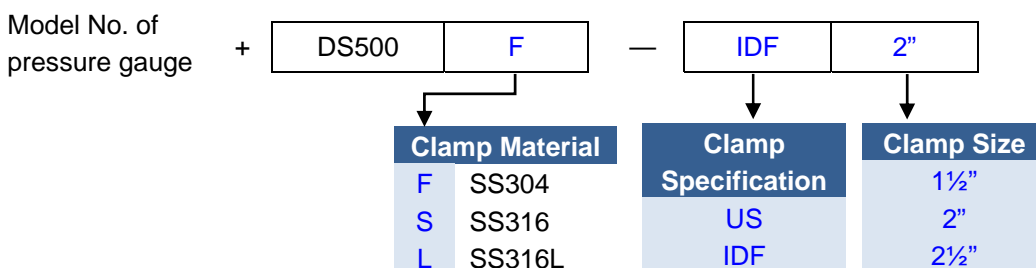 Model No. of
pressure gauge
+ DS500 F — IDF 2”
Clamp Material
F SS304
S SS316
L SS316L
Clamp
Specification
US
IDF
Clamp Size
1½”
2”
2½”